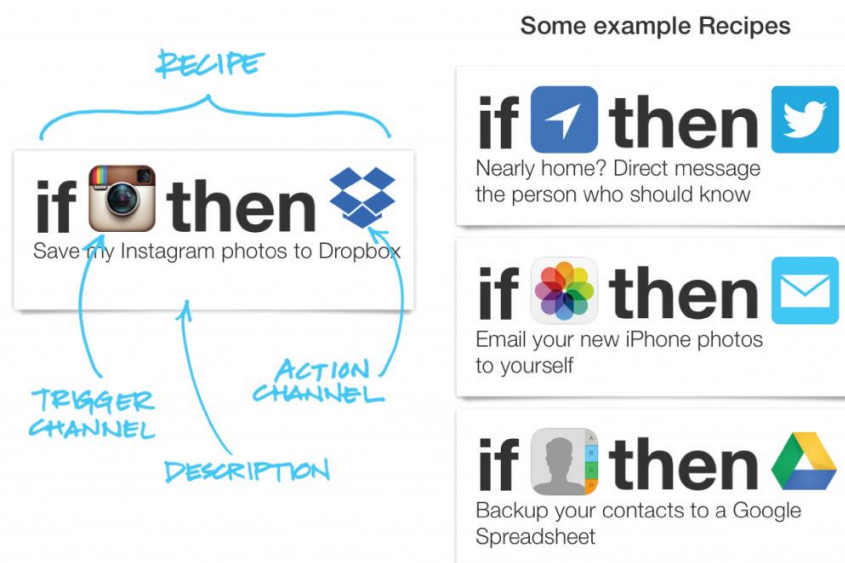 RECIPE
if then
Save my Instagram photos to Dropbox
TRIGGER
CHANNEL
ACTION
CHANNEL
DESCRIPTION
Some example Recipes
if then
Nearly home? Direct message
the person who should know
if then
Email your new iPhone photos
to yourself
if then
A
B
C
D
Backup your contacts to a Google
Spreadsheet